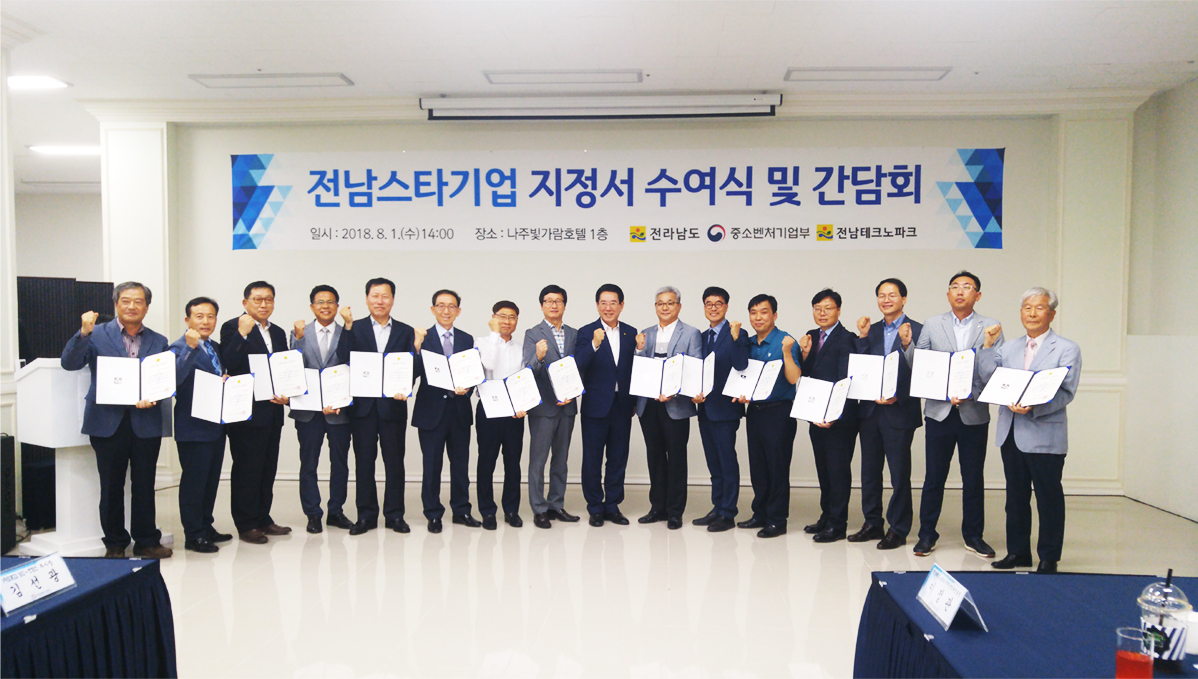 전남스타기업 지정서 수여식 및 간담회
일시 : 2018. 8. 1.(수)14:00 장소 : 나주빛가람호텔 1층 전라남도 중소벤처기업부 전남테크노파크
김선광